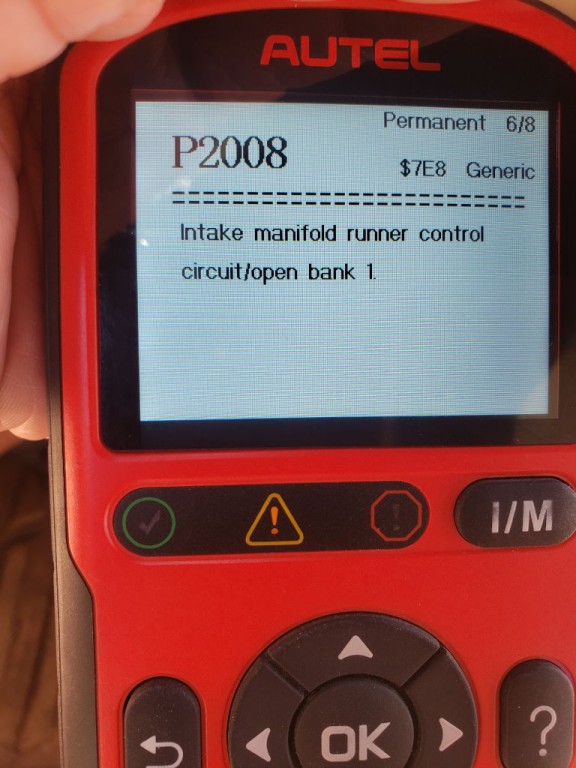 AUTEL
Permanent 6/8
P2008
$7E8 Generic
==============================
Intake manifold runner control
circuit/open bank 1.
I/M
OK
?